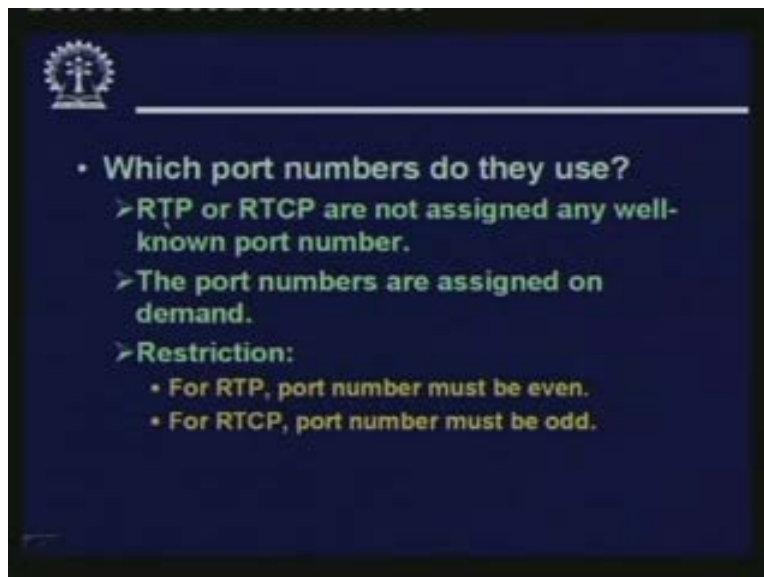 • Which port numbers do they use?
➢RTP or RTCP are not assigned any well-
known port number.
➢The port numbers are assigned on
demand.
➢Restriction:
• For RTP, port number must be even.
• For RTCP, port number must be odd.